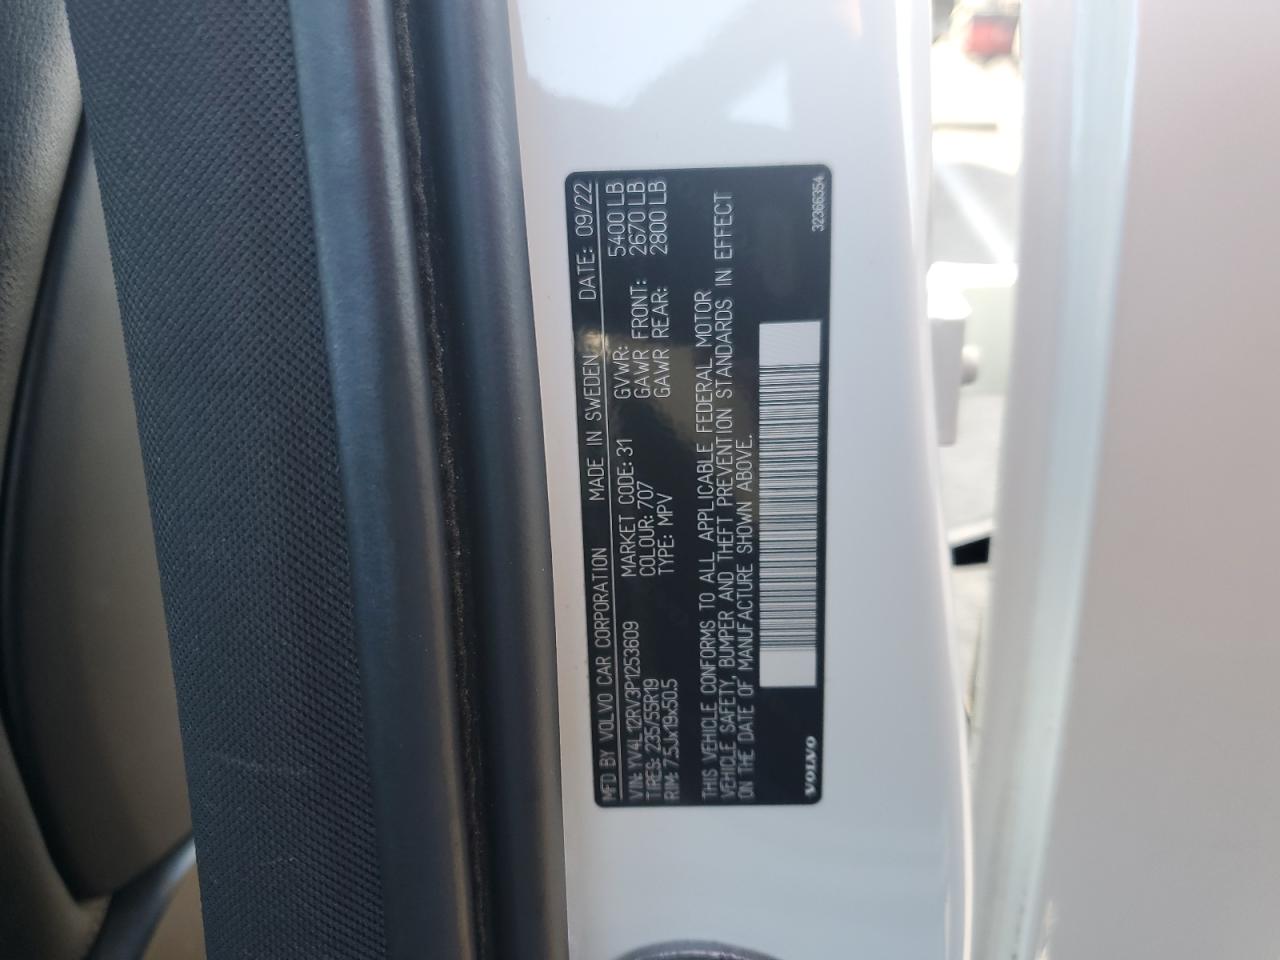 MFD BY VOLVO CAR CORPORATION MADE IN SWEDEN DATE: 09/22
VIN: YV4L12RV3P1253609 MARKET CODE: 31 GVWR: 5400 LB
TIRES: 235/55R19 COLOUR: 707 GAWR FRONT: 2670 LB
RIM: 7.5Jx19x50.5 TYPE: MPV GAWR REAR: 2800 LB
THIS VEHICLE CONFORMS TO ALL APPLICABLE FEDERAL MOTOR
VEHICLE SAFETY, BUMPER AND THEFT PREVENTION STANDARDS IN EFFECT
ON THE DATE OF MANUFACTURE SHOWN ABOVE.
VOLVO 32366354